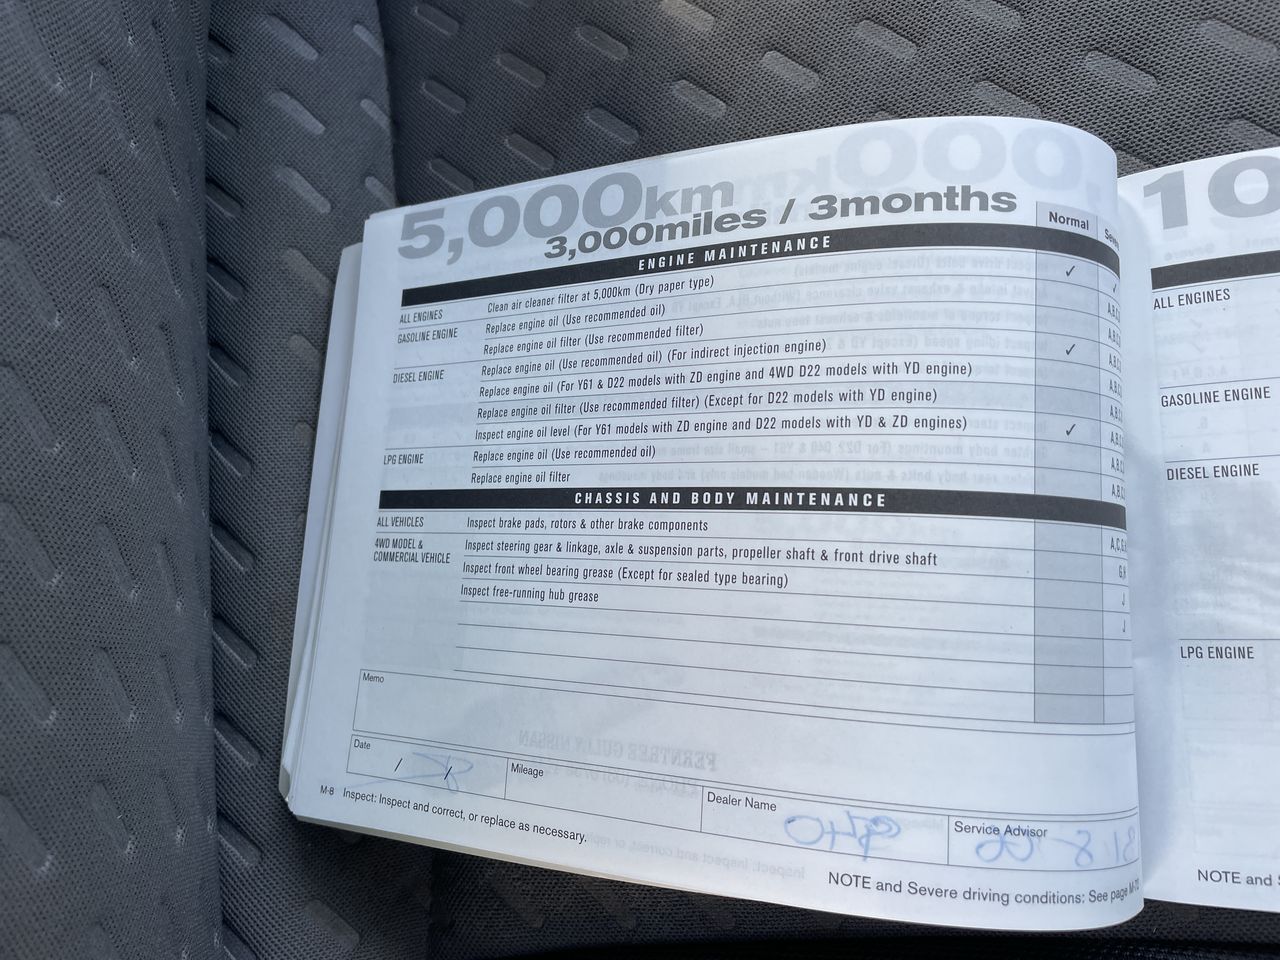 5,000km
3,000miles / 3months
Normal
ENGINE MAINTENANCE
ALL ENGINES Clean air cleaner filter at 5,000km (Dry paper type) ✓ ✓
GASOLINE ENGINE Replace engine oil (Use recommended oil)
Replace engine oil filter (Use recommended filter)
DIESEL ENGINE Replace engine oil (Use recommended oil) (For indirect injection engine) ✓
Replace engine oil (For Y61 & D22 models with ZD engine and 4WD D22 models with YD engine)
Replace engine oil filter (Use recommended filter) (Except for D22 models with YD engine)
Inspect engine oil level (For Y61 models with ZD engine and D22 models with YD & ZD engines) ✓
LPG ENGINE Replace engine oil (Use recommended oil)
Replace engine oil filter
CHASSIS AND BODY MAINTENANCE
ALL VEHICLES Inspect brake pads, rotors & other brake components
4WD MODEL & COMMERCIAL VEHICLE Inspect steering gear & linkage, axle & suspension parts, propeller shaft & front drive shaft
Inspect front wheel bearing grease (Except for sealed type bearing)
Inspect free-running hub grease
Memo
Date / /
Mileage
Dealer Name
Service Advisor
M-8 Inspect: Inspect and correct, or replace as necessary.
NOTE and Severe driving conditions: See page
10
ALL ENGINES
GASOLINE ENGINE
DIESEL ENGINE
LPG ENGINE
NOTE and